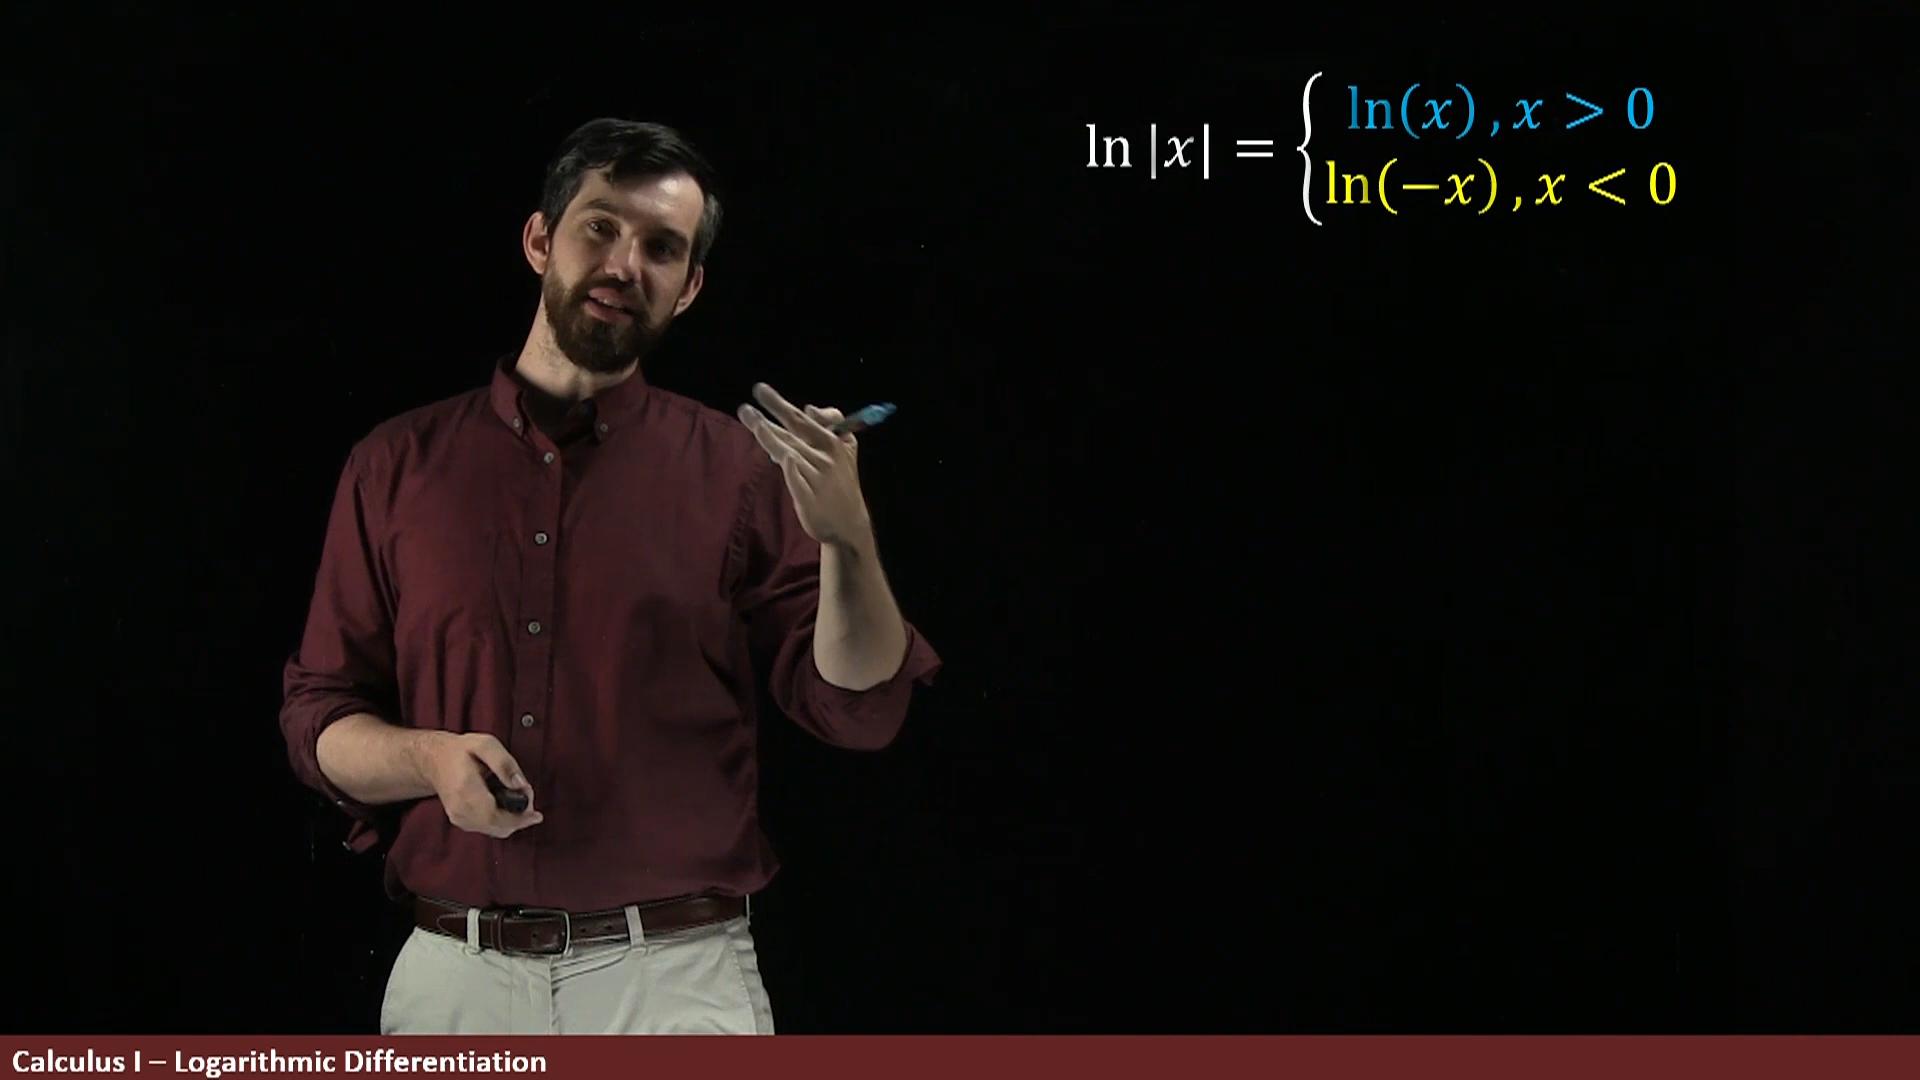 ln |x| = { ln(x), x > 0
ln(−x), x < 0
Calculus I – Logarithmic Differentiation